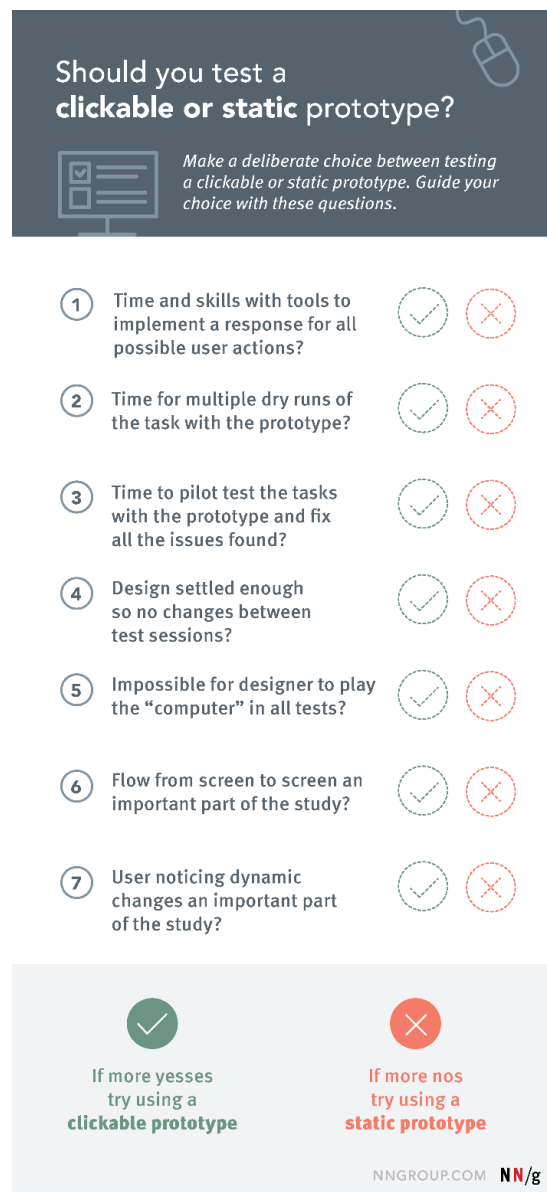 Should you test a
clickable or static prototype?
Make a deliberate choice between testing
a clickable or static prototype. Guide your
choice with these questions.
1
Time and skills with tools to
implement a response for all
possible user actions?
2
Time for multiple dry runs of
the task with the prototype?
3
Time to pilot test the tasks
with the prototype and fix
all the issues found?
4
Design settled enough
so no changes between
test sessions?
5
Impossible for designer to play
the “computer” in all tests?
6
Flow from screen to screen an
important part of the study?
7
User noticing dynamic
changes an important part
of the study?
If more yesses
try using a
clickable prototype
If more nos
try using a
static prototype
NNGROUP.COM NN/g